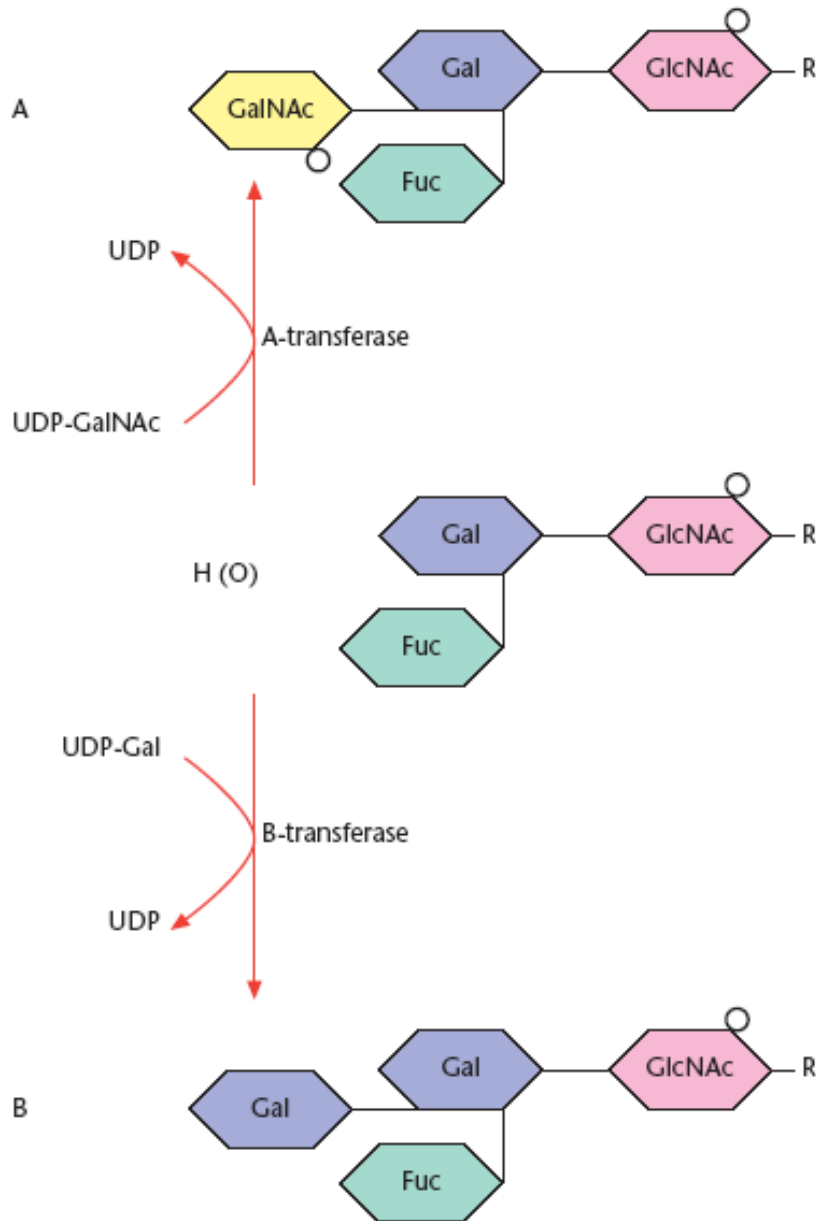 Gal GlcNAc R
A GalNAc
Fuc
UDP
A-transferase
UDP-GalNAc
Gal GlcNAc R
H (O)
Fuc
UDP-Gal
B-transferase
UDP
Gal GlcNAc R
B Gal
Fuc